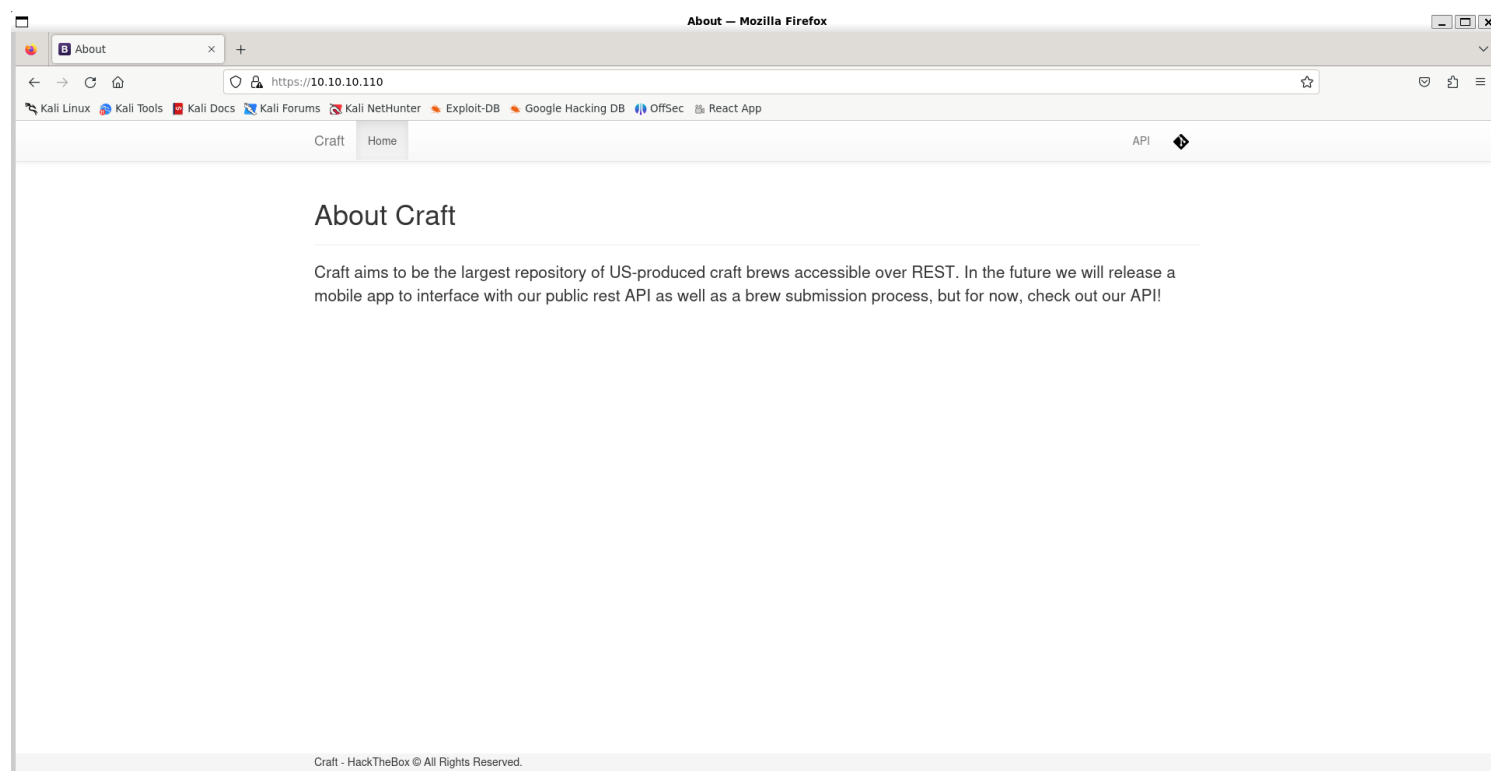 About — Mozilla Firefox
B About × +
https://10.10.10.110
Kali Linux Kali Tools Kali Docs Kali Forums Kali NetHunter Exploit-DB Google Hacking DB OffSec React App
Craft Home API
About Craft
Craft aims to be the largest repository of US-produced craft brews accessible over REST. In the future we will release a
mobile app to interface with our public rest API as well as a brew submission process, but for now, check out our API!
Craft - HackTheBox © All Rights Reserved.